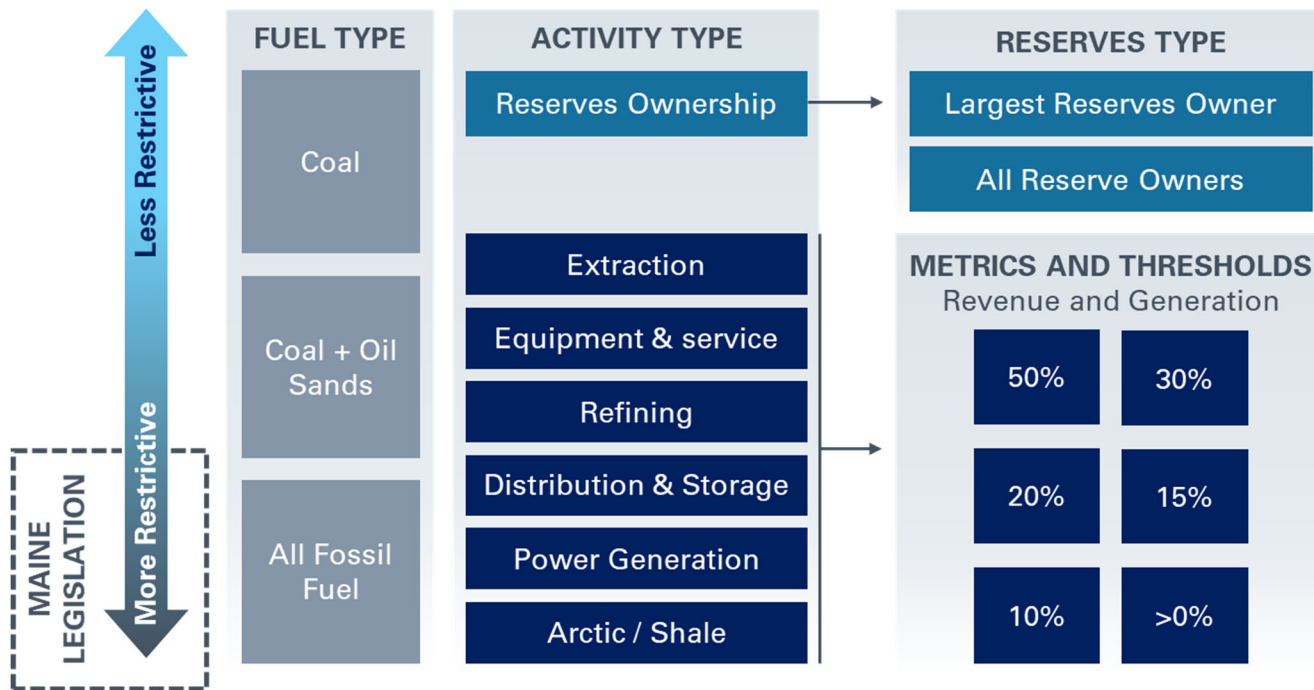 Less Restrictive
More Restrictive
MAINE
LEGISLATION
FUEL TYPE
Coal
Coal + Oil
Sands
All Fossil
Fuel
ACTIVITY TYPE
Reserves Ownership
Extraction
Equipment & service
Refining
Distribution & Storage
Power Generation
Arctic / Shale
RESERVES TYPE
Largest Reserves Owner
All Reserve Owners
METRICS AND THRESHOLDS
Revenue and Generation
50%
30%
20%
15%
10%
>0%